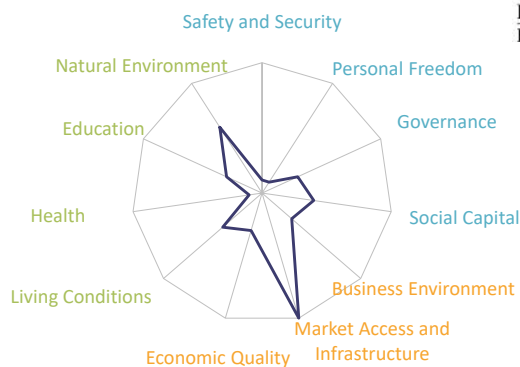 Safety and Security
Natural Environment
Personal Freedom
Education
Governance
Health
Social Capital
Living Conditions
Business Environment
Market Access and
Infrastructure
Economic Quality